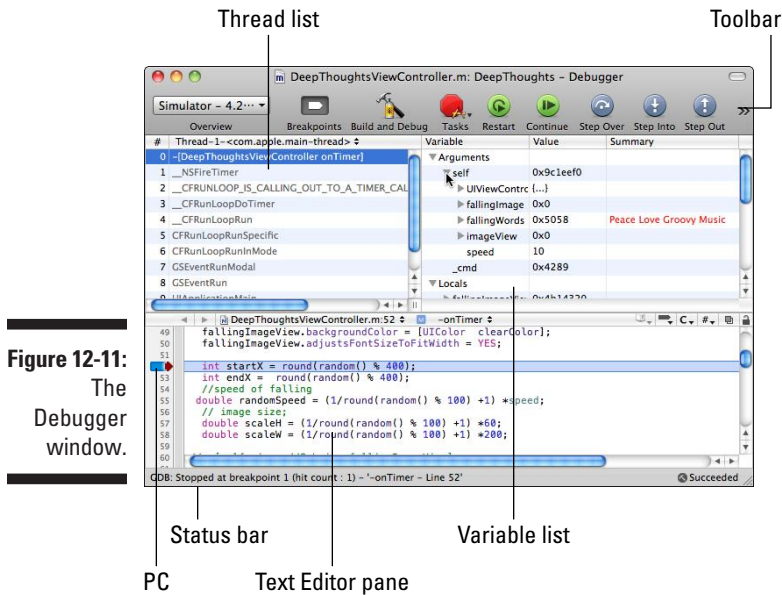 Thread list
Toolbar
DeepThoughtsViewController.m: DeepThoughts – Debugger
Simulator – 4.2···
Overview
Breakpoints
Build and Debug
Tasks
Restart
Continue
Step Over
Step Into
Step Out
# Thread-1-<com.apple.main-thread>
Variable Value Summary
0 -[DeepThoughtsViewController onTimer]
1 __NSFireTimer
2 __CFRUNLOOP_IS_CALLING_OUT_TO_A_TIMER_CAL
3 __CFRunLoopDoTimer
4 __CFRunLoopRun
5 CFRunLoopRunSpecific
6 CFRunLoopRunInMode
7 GSEventRunModal
8 GSEventRun
9 UIApplicationMain
Arguments
self 0x9c1eef0
UIViewContrc {...}
fallingImage 0x0
fallingWords 0x5058 Peace Love Groovy Music
imageView 0x0
speed 10
_cmd 0x4289
Locals
DeepThoughtsViewController.m:52 M -onTimer C, #,
49 fallingImageView.backgroundColor = [UIColor clearColor];
50 fallingImageView.adjustsFontSizeToFitWidth = YES;
51
int startX = round(random() % 400);
53 int endX = round(random() % 400);
54 //speed of falling
55 double randomSpeed = (1/round(random() % 100) +1) *speed;
56 // image size;
57 double scaleH = (1/round(random() % 100) +1) *60;
58 double scaleW = (1/round(random() % 100) +1) *200;
59
60
GDB: Stopped at breakpoint 1 (hit count : 1) – '-onTimer – Line 52'
Succeeded
Figure 12-11:
The
Debugger
window.
Status bar
Variable list
PC
Text Editor pane